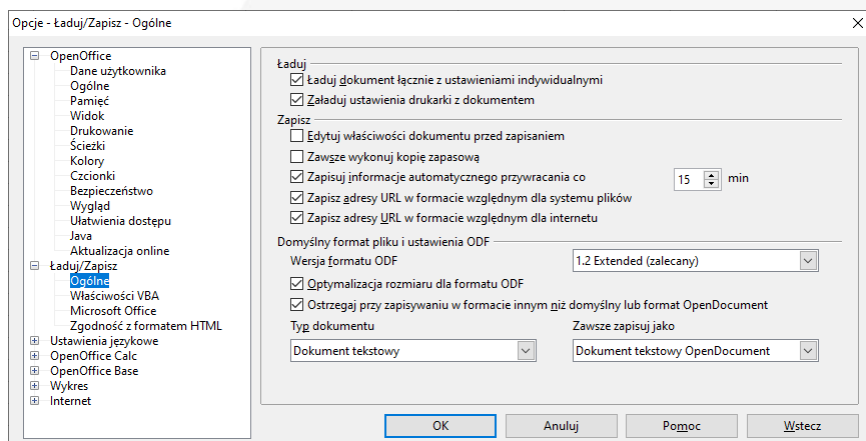 Opcje - Ładuj/Zapisz - Ogólne
OpenOffice
Dane użytkownika
Ogólne
Pamięć
Widok
Drukowanie
Ścieżki
Kolory
Czcionki
Bezpieczeństwo
Wygląd
Ułatwienia dostępu
Java
Aktualizacja online
Ładuj/Zapisz
Ogólne
Właściwości VBA
Microsoft Office
Zgodność z formatem HTML
Ustawienia językowe
OpenOffice Calc
OpenOffice Base
Wykres
Internet
Ładuj
Ładuj dokument łącznie z ustawieniami indywidualnymi
Załaduj ustawienia drukarki z dokumentem
Zapisz
Edytuj właściwości dokumentu przed zapisaniem
Zawsze wykonuj kopię zapasową
Zapisuj informacje automatycznego przywracania co 15 min
Zapisz adresy URL w formacie względnym dla systemu plików
Zapisz adresy URL w formacie względnym dla internetu
Domyślny format pliku i ustawienia ODF
Wersja formatu ODF 1.2 Extended (zalecany)
Optymalizacja rozmiaru dla formatu ODF
Ostrzegaj przy zapisywaniu w formacie innym niż domyślny lub format OpenDocument
Typ dokumentu Zawsze zapisuj jako
Dokument tekstowy Dokument tekstowy OpenDocument
OK Anuluj Pomoc Wstecz